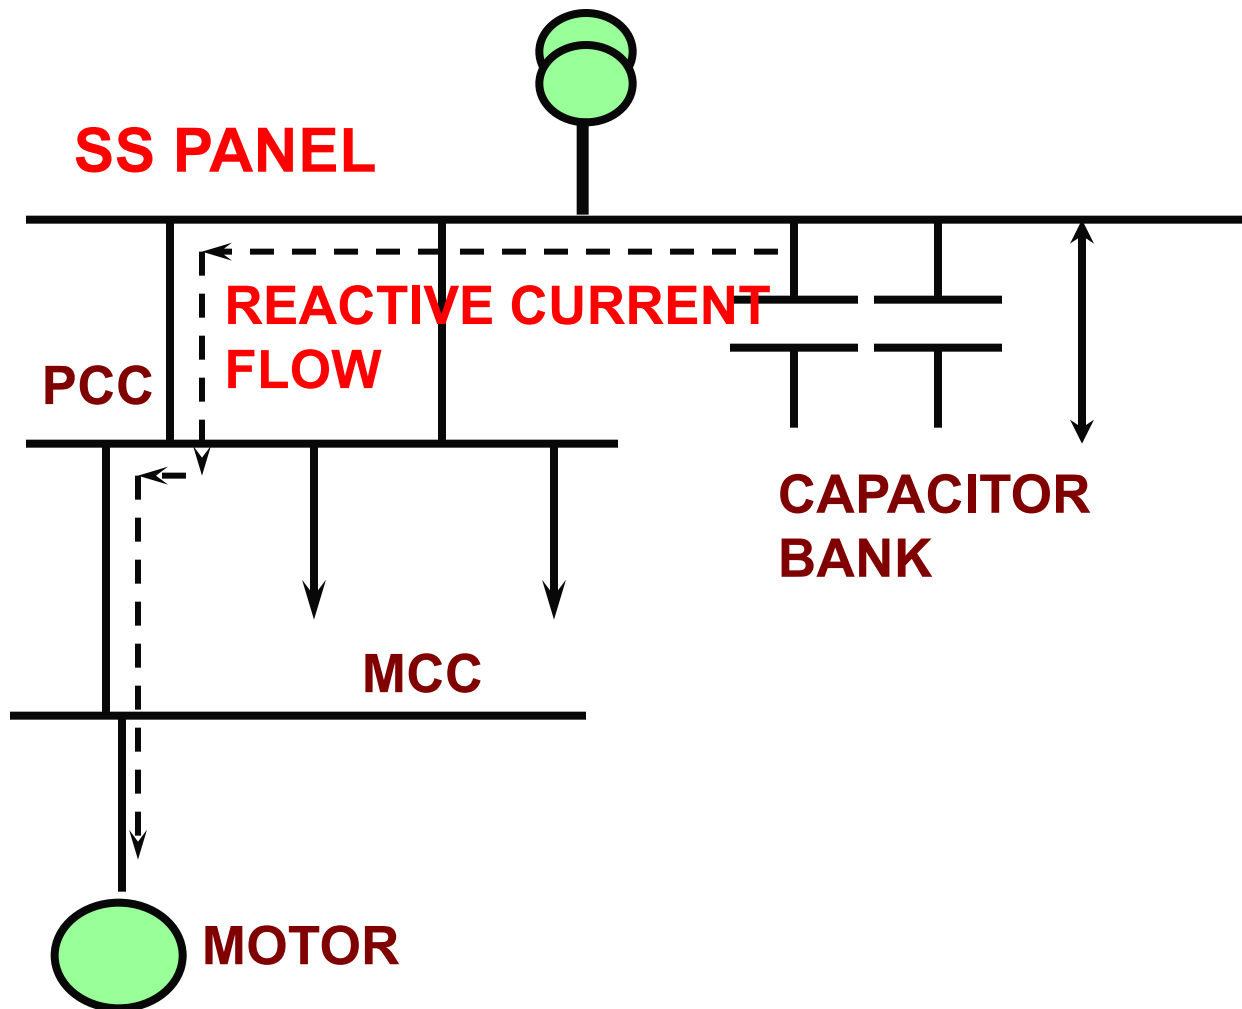 SS PANEL
REACTIVE CURRENT
FLOW
PCC
CAPACITOR
BANK
MCC
MOTOR